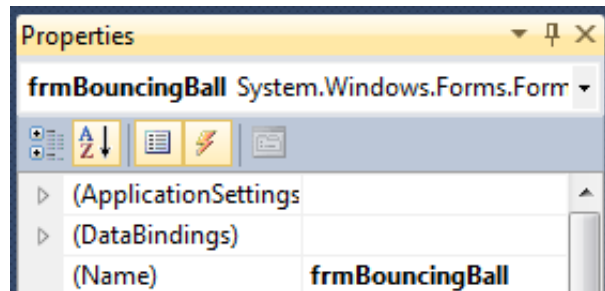 Properties
frmBouncingBall System.Windows.Forms.Form
A
Z
(ApplicationSettings
(DataBindings)
(Name) frmBouncingBall